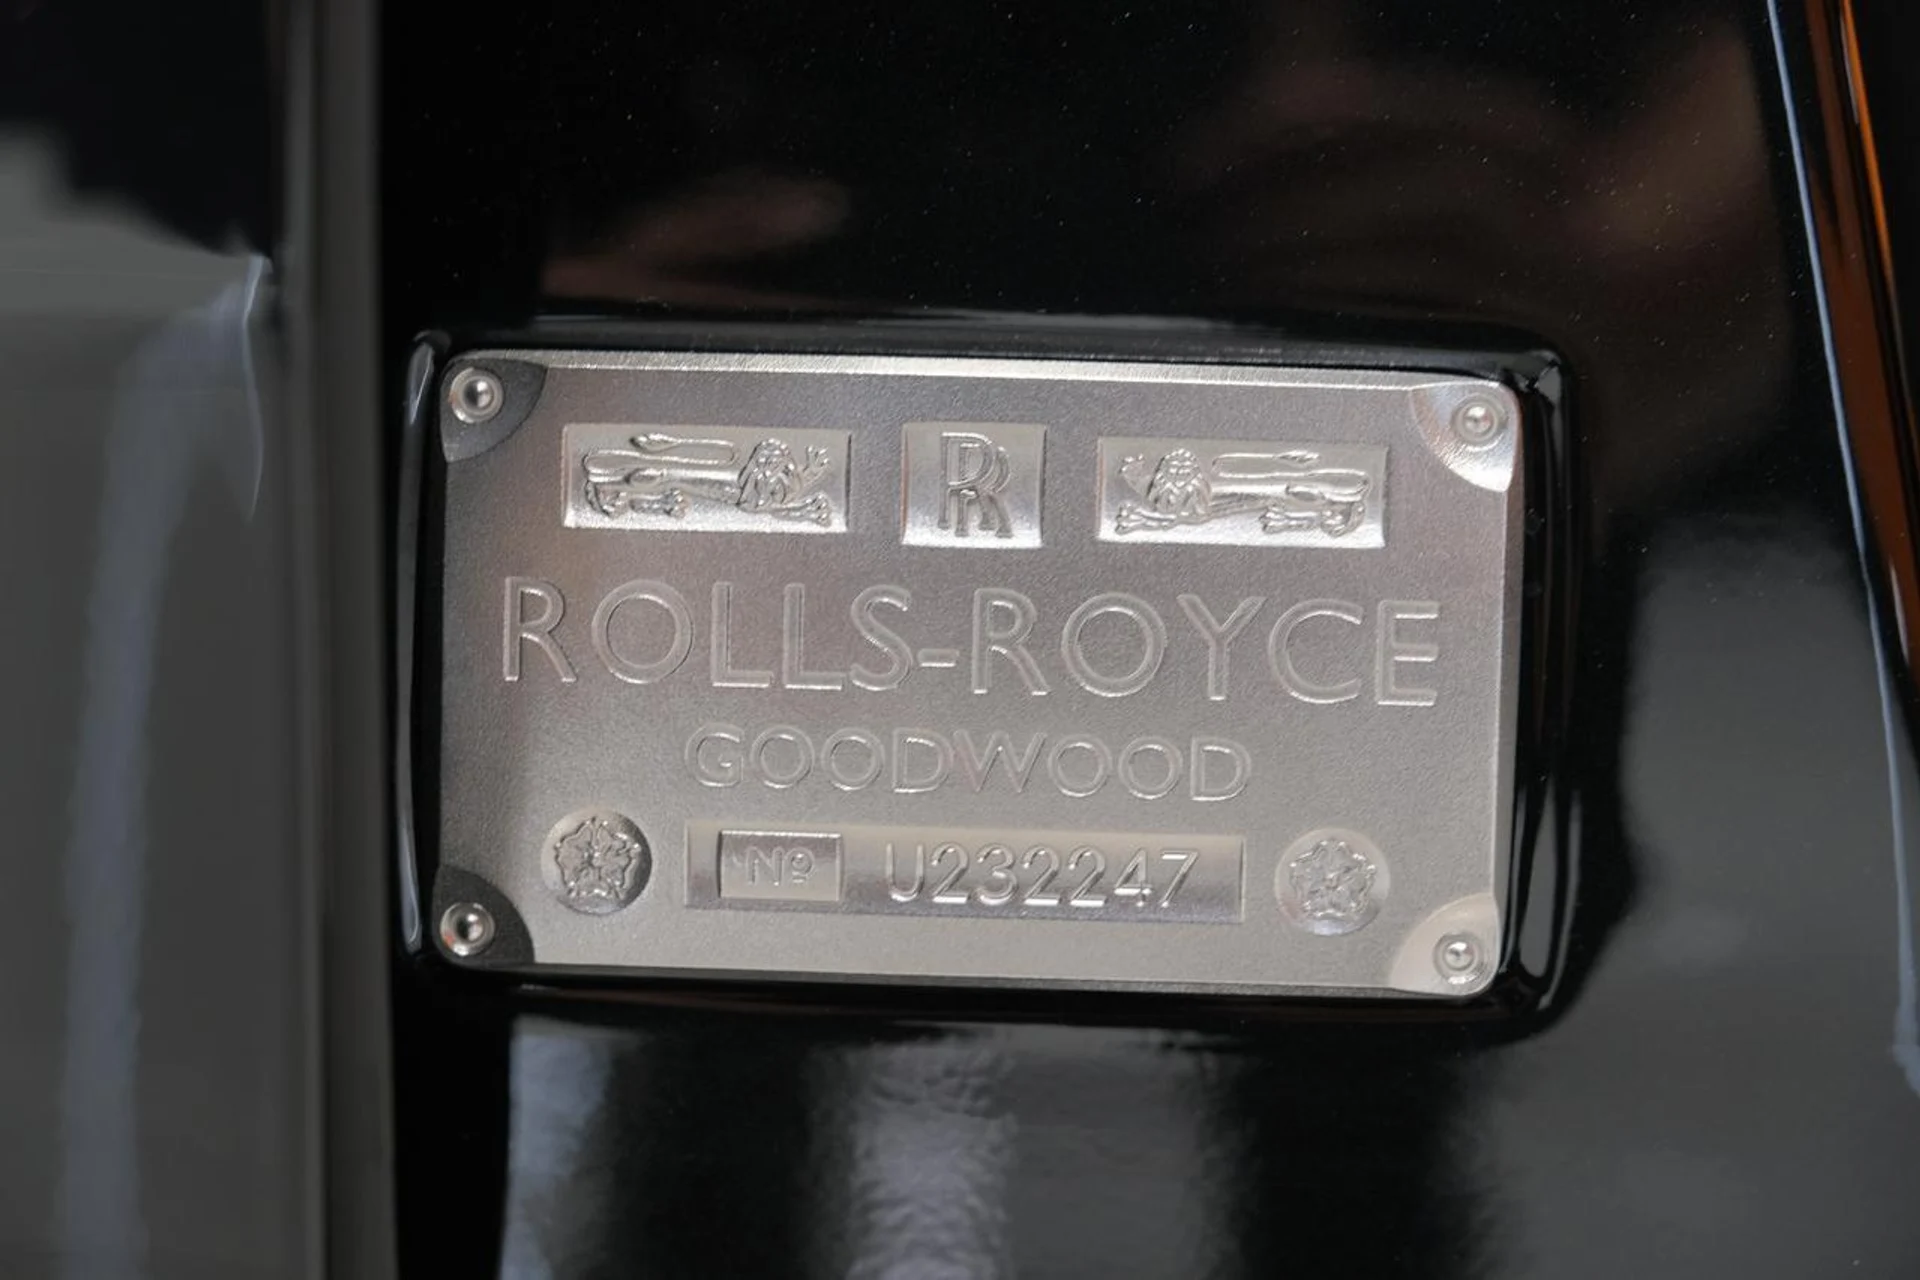 RR
ROLLS-ROYCE
GOODWOOD
Nº U232247